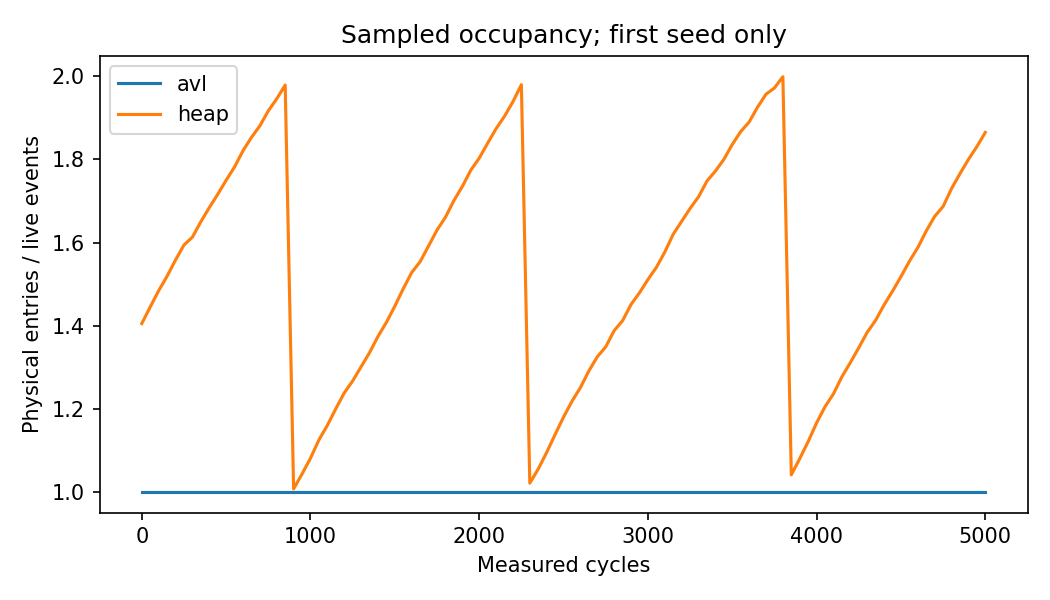 Sampled occupancy; first seed only
avl
heap
Physical entries / live events
2.0
1.8
1.6
1.4
1.2
1.0
0 1000 2000 3000 4000 5000
Measured cycles